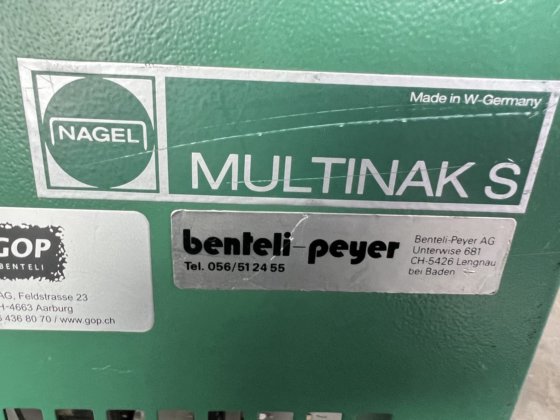 Made in W-Germany
NAGEL
MULTINAK S
GOP
BENTELI
AG, Feldstrasse 23
CH-4663 Aarburg
436 80 70 / www.gop.ch
benteli-peyer
Tel. 056/51 24 55
Benteli-Peyer AG
Unterwise 681
CH-5426 Lengnau
bei Baden